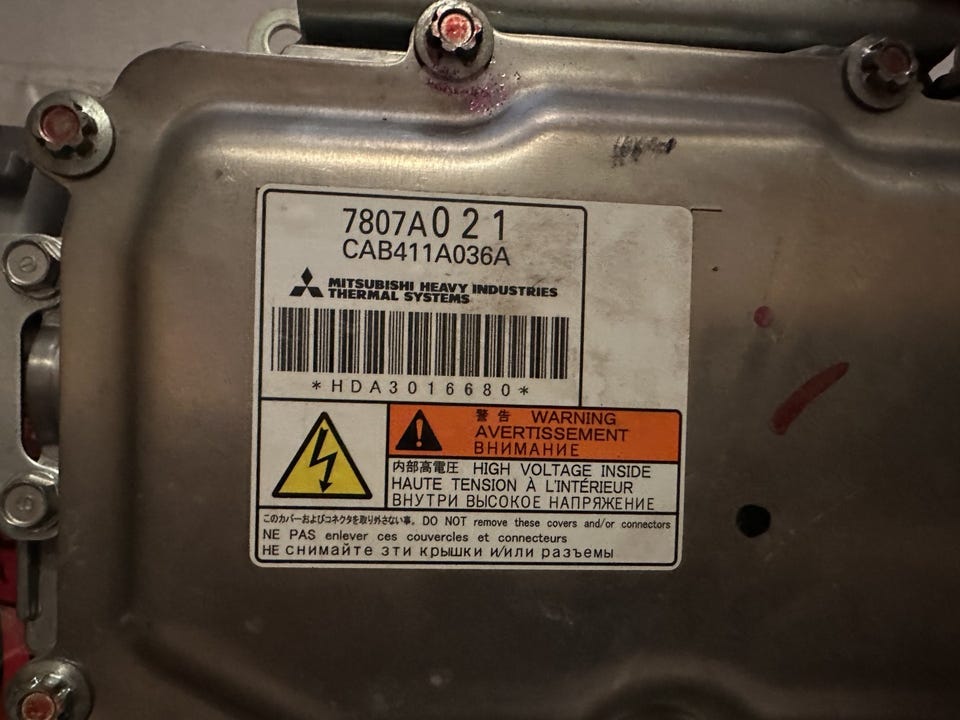 7807A021
CAB411A036A
MITSUBISHI HEAVY INDUSTRIES
THERMAL SYSTEMS
*HDA3016680*
警告 WARNING
AVERTISSEMENT
ВНИМАНИЕ
内部高電圧 HIGH VOLTAGE INSIDE
HAUTE TENSION À L'INTÉRIEUR
ВНУТРИ ВЫСОКОЕ НАПРЯЖЕНИЕ
このカバーおよびコネクタを取り外さない事。DO NOT remove these covers and/or connectors
NE PAS enlever ces couvercles et connecteurs
НЕ снимайте зти крышки и/или разъемы